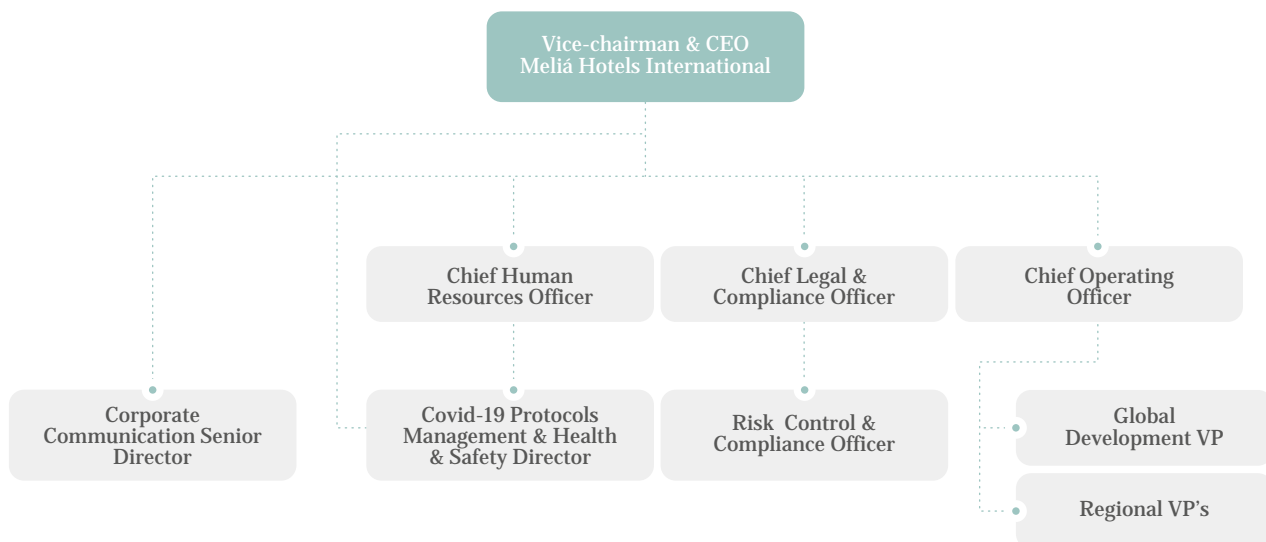 Vice-chairman & CEO
Meliá Hotels International
Chief Human
Resources Officer
Chief Legal &
Compliance Officer
Chief Operating
Officer
Corporate
Communication Senior
Director
Covid-19 Protocols
Management & Health
& Safety Director
Risk Control &
Compliance Officer
Global
Development VP
Regional VP's